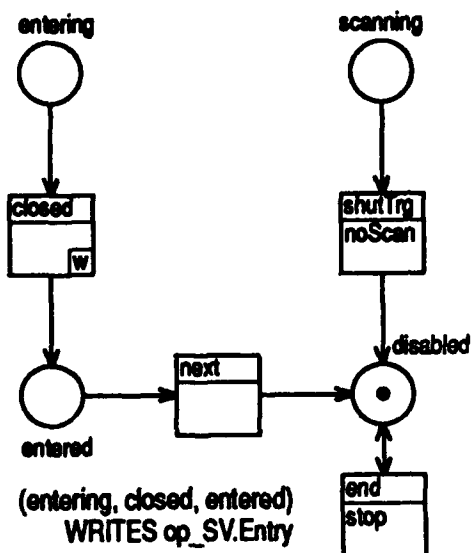 entering
scanning
closed
w
shutTrg
noScan
disabled
next
entered
end
stop
(entering, closed, entered)
WRITES op_SV.Entry